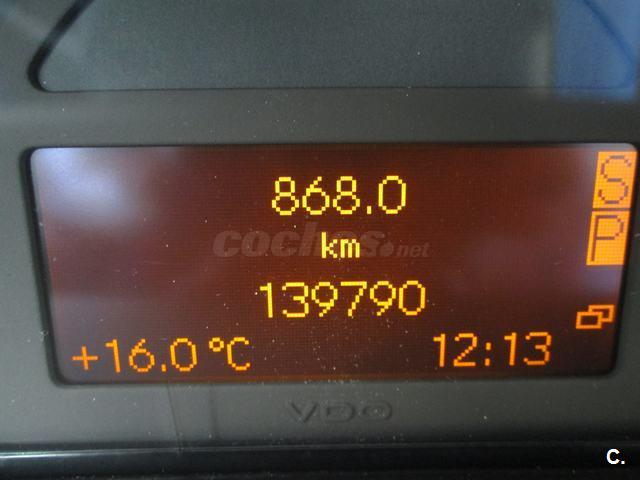 868.0
S
coches.net
km
P
139790
+16.0 °C
12:13
VDO
C.